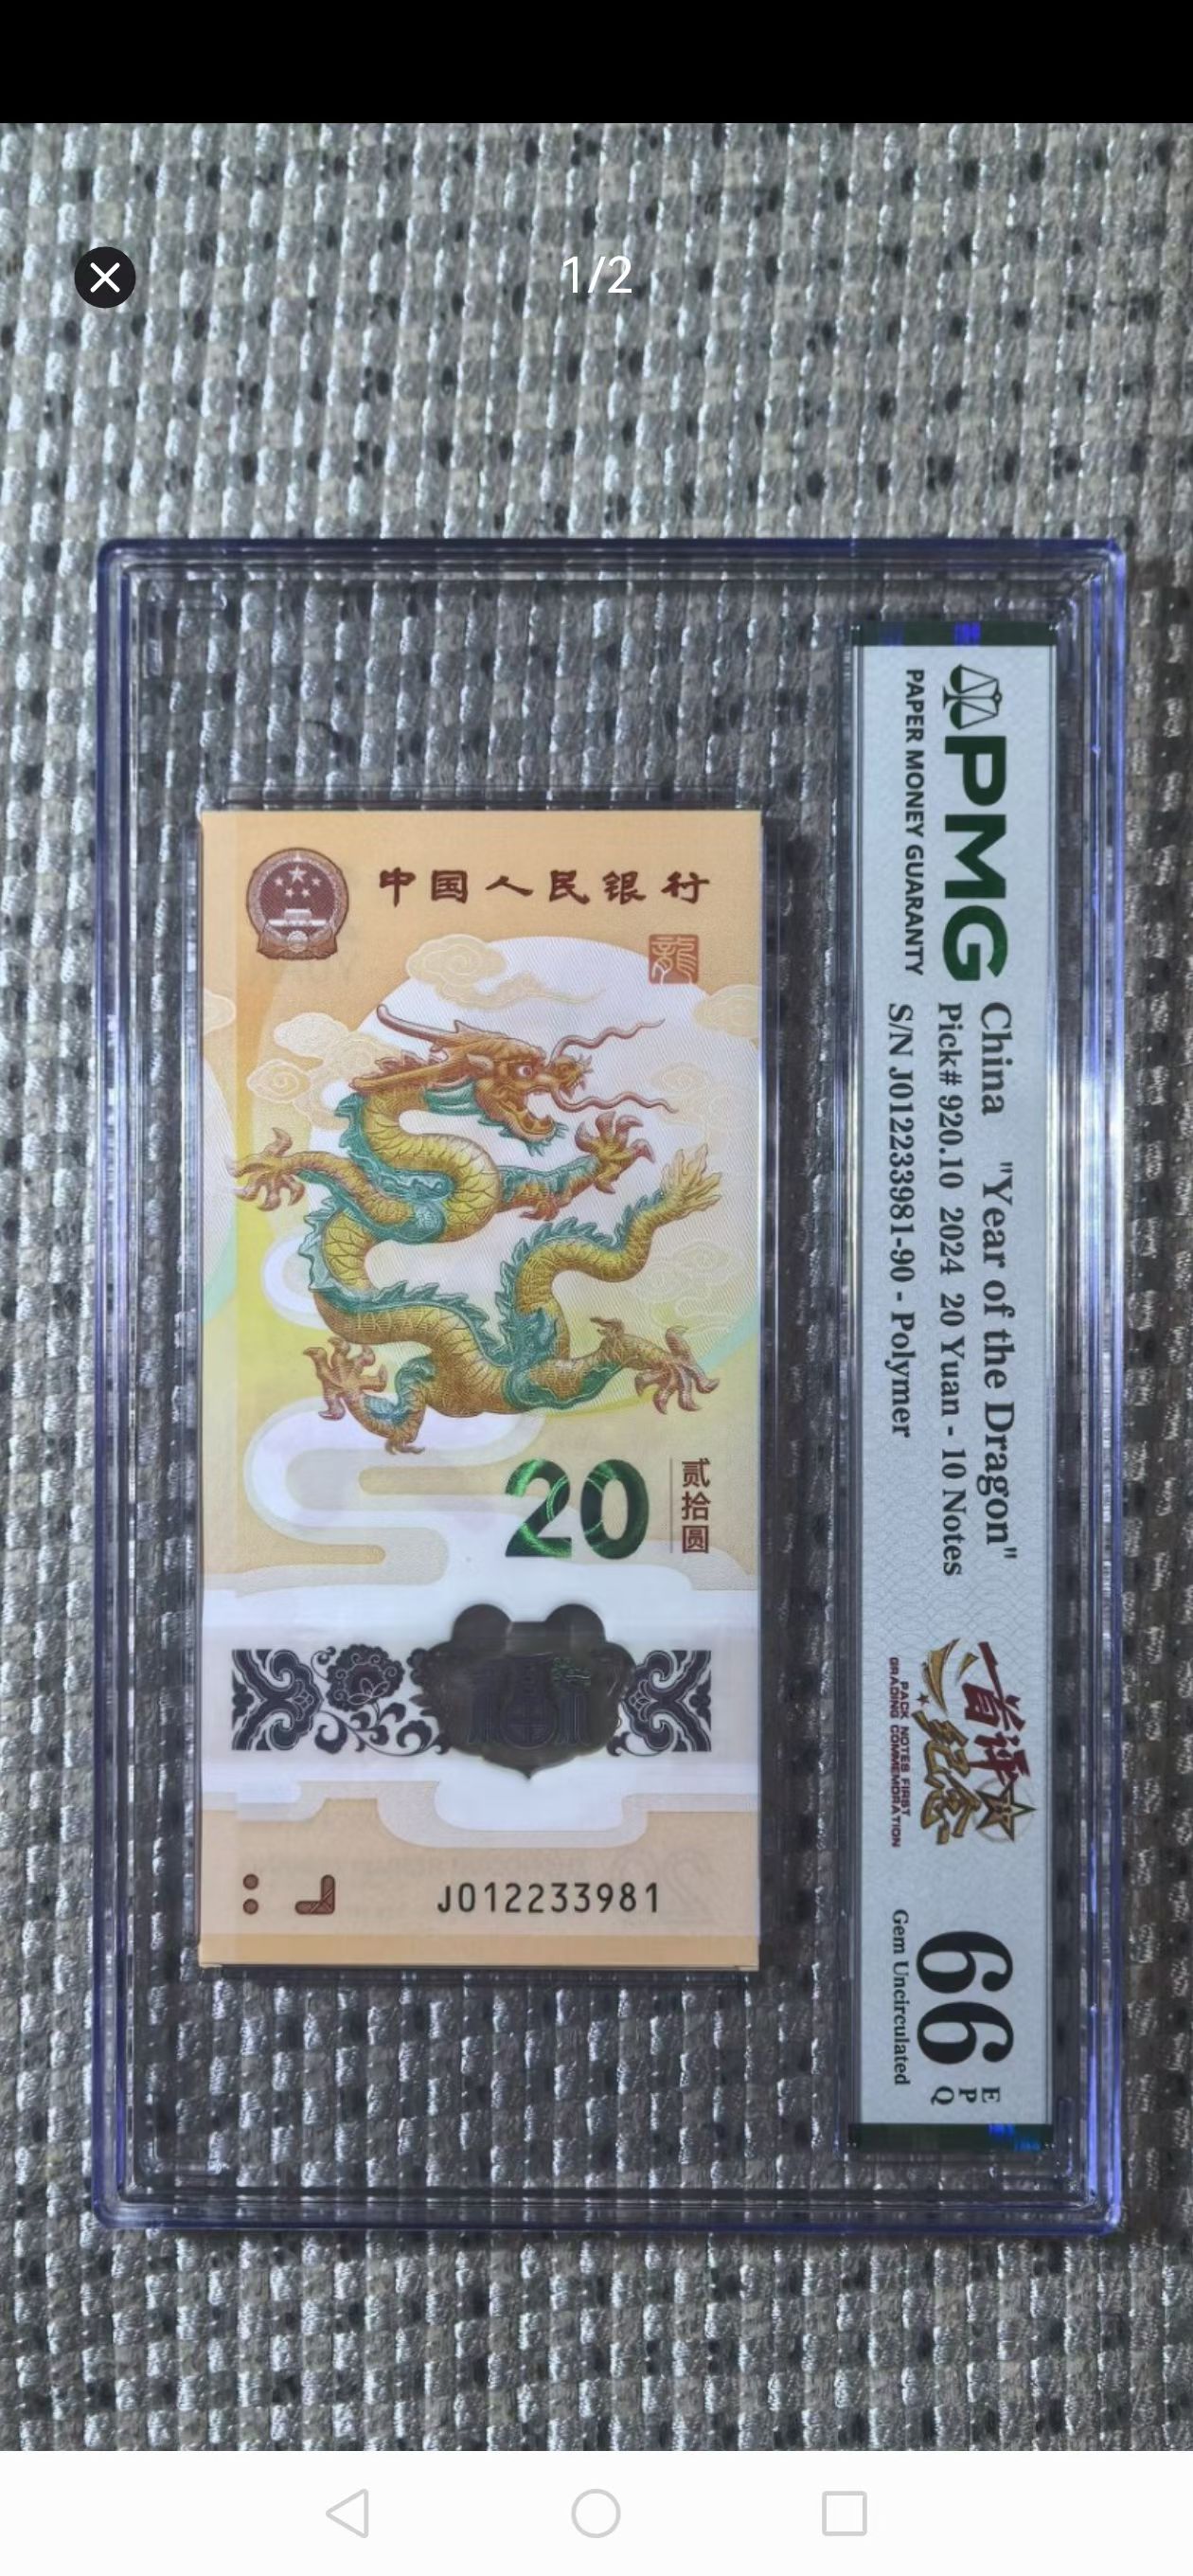 1/2
中国人民银行
龍
20
贰拾圆
J012233981
PMG
PAPER MONEY GUARANTY
China "Year of the Dragon"
Pick# 920.10 2024 20 Yuan - 10 Notes
S/N J012233981-90 - Polymer
首评
纪念
PACK NOTES FIRST
GRADING COMMEMORATION
66 EPQ
Gem Uncirculated